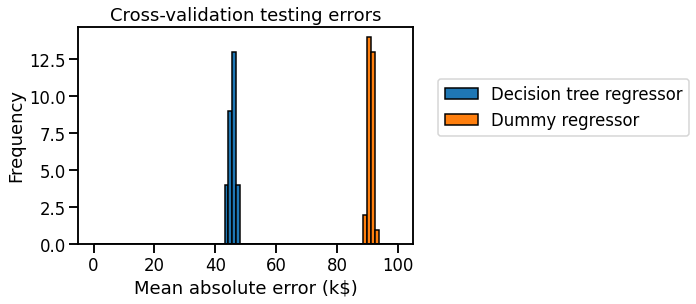 Cross-validation testing errors
Frequency
12.5
10.0
7.5
5.0
2.5
0.0
0 20 40 60 80 100
Mean absolute error (k$)
Decision tree regressor
Dummy regressor